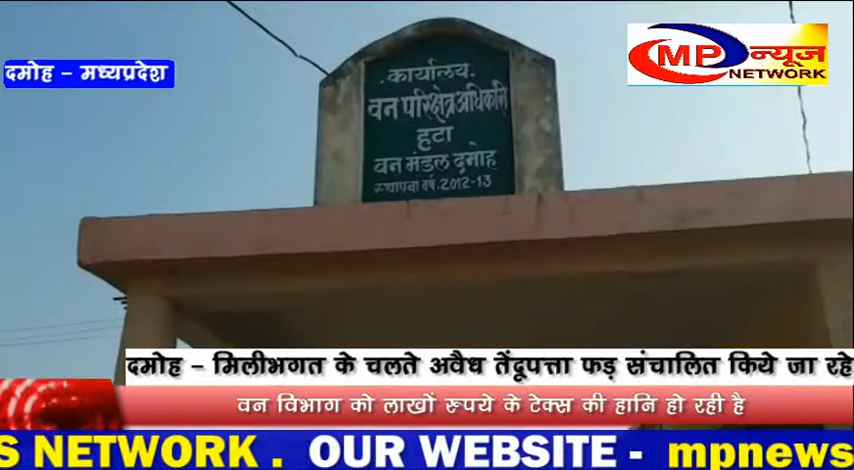 दमोह – मध्यप्रदेश
MP न्यूज
NETWORK
.कार्यालय.
वन परिक्षेत्र अधिकारी
हटा
वन मंडल दमोह
स्थापना वर्ष.2012-13
दमोह – मिलीभगत के चलते अवैध तेंदूपत्ता फड़ संचालित किये जा रहे
वन विभाग को लाखों रूपये के टेक्स की हानि हो रही है
S NETWORK . OUR WEBSITE - mpnews